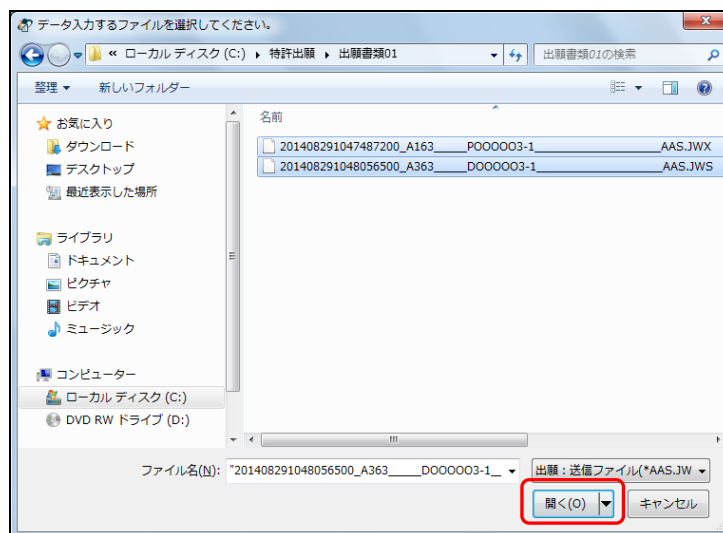 データ入力するファイルを選択してください。
« ローカル ディスク (C:) ▸ 特許出願 ▸ 出願書類01
出願書類01の検索
整理 ▼ 新しいフォルダー
名前
お気に入り
ダウンロード
デスクトップ
最近表示した場所
ライブラリ
ドキュメント
ピクチャ
ビデオ
ミュージック
コンピューター
ローカル ディスク (C:)
DVD RW ドライブ (D:)
201408291047487200_A163_____POOOOO3-1____________________AAS.JWX
201408291048056500_A363_____DOOOOO3-1____________________AAS.JWS
ファイル名(N): "201408291048056500_A363_____DOOOOO3-1__
出願：送信ファイル(*AAS.JW
開く(O)
キャンセル